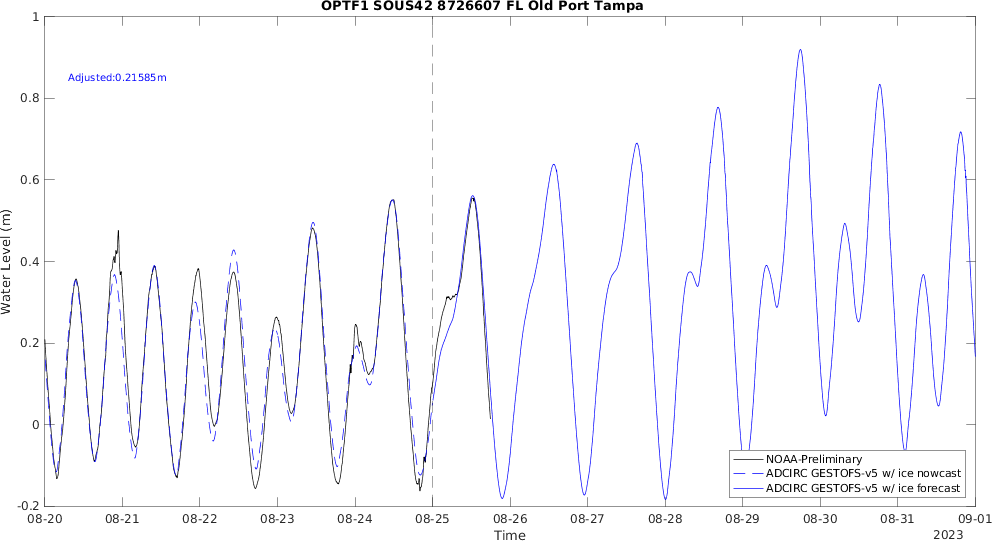 OPTF1 SOUS42 8726607 FL Old Port Tampa
Adjusted:0.21585m
Water Level (m)
1
0.8
0.6
0.4
0.2
0
-0.2
08-20 08-21 08-22 08-23 08-24 08-25 08-26 08-27 08-28 08-29 08-30 08-31 09-01
Time
2023
NOAA-Preliminary
ADCIRC GESTOFS-v5 w/ ice nowcast
ADCIRC GESTOFS-v5 w/ ice forecast